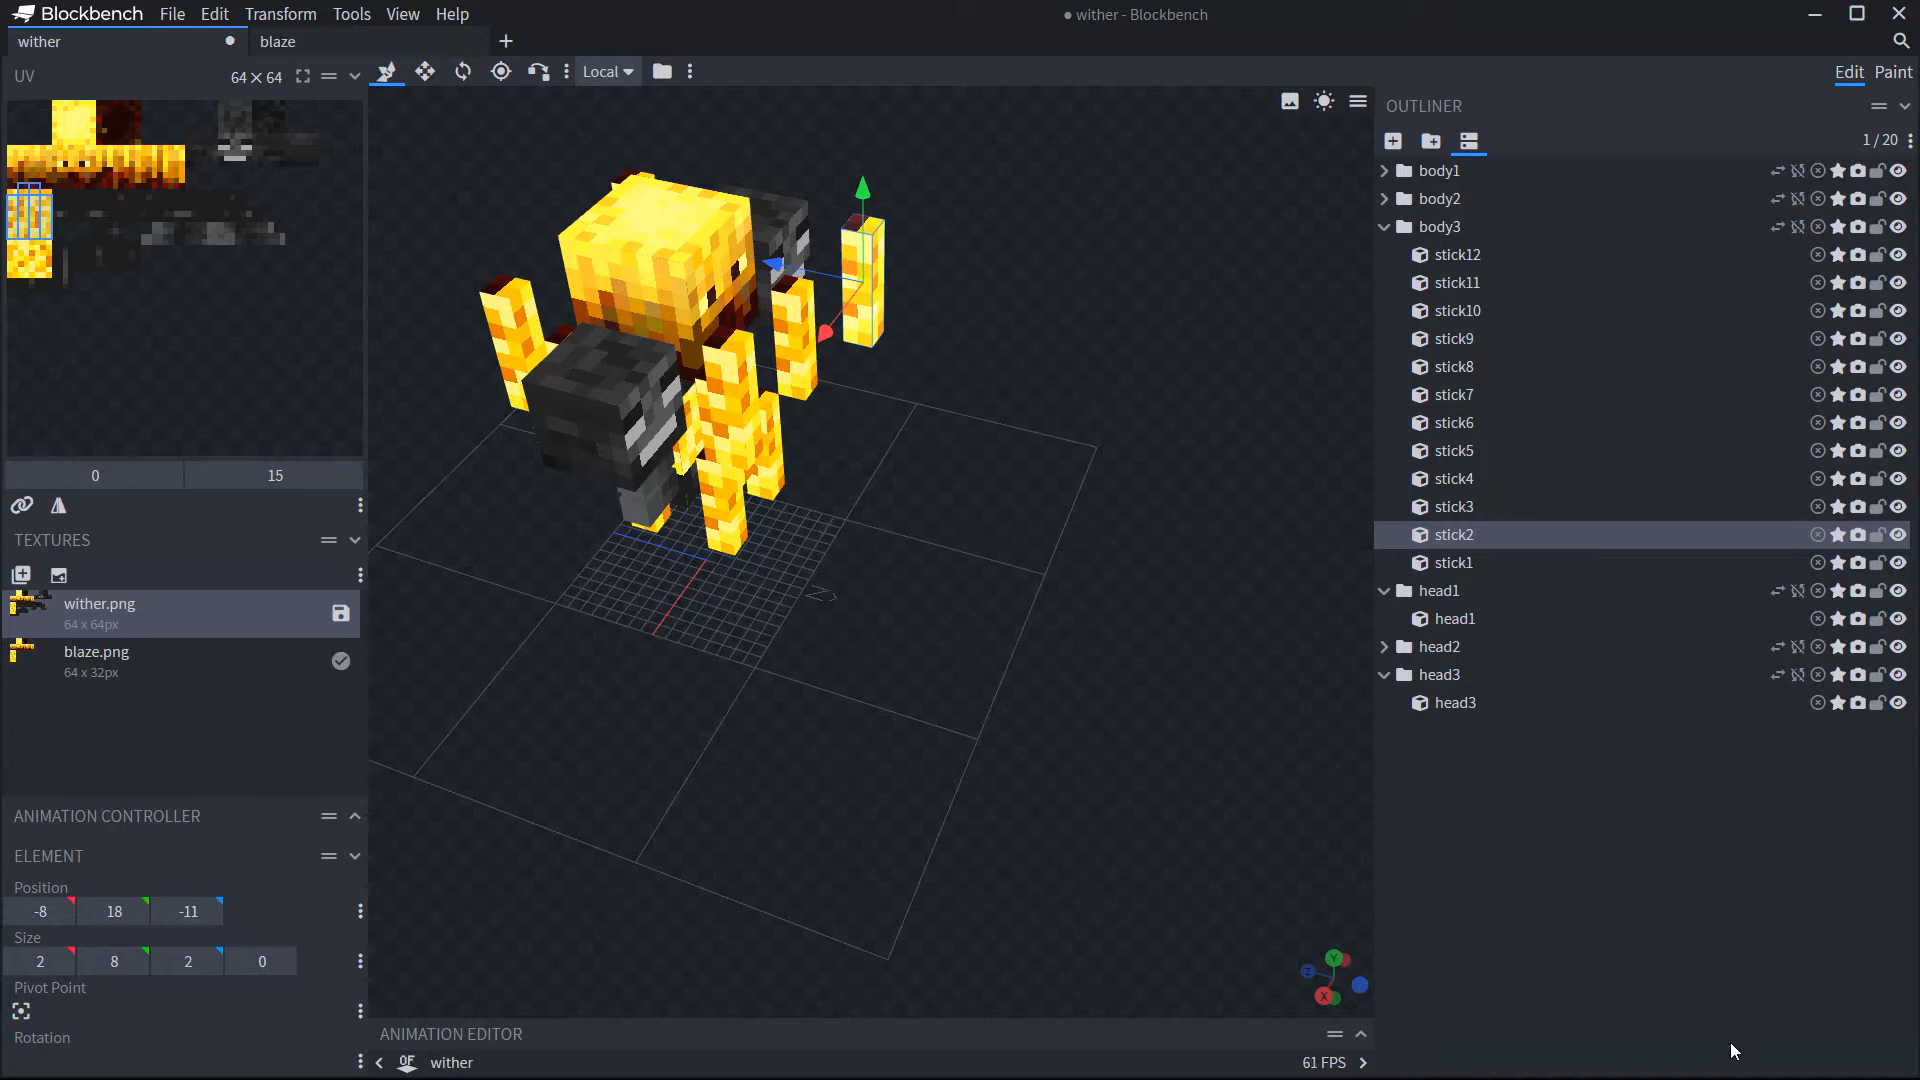 Blockbench File Edit Transform Tools View Help
● wither - Blockbench
wither
blaze
UV
64 × 64
Local
Edit Paint
OUTLINER
1 / 20
body1
body2
body3
stick12
stick11
stick10
stick9
stick8
stick7
stick6
stick5
stick4
stick3
stick2
stick1
head1
head1
head2
head3
head3
0 15
TEXTURES
wither.png
64 x 64px
blaze.png
64 x 32px
ANIMATION CONTROLLER
ELEMENT
Position
-8 18 -11
Size
2 8 2 0
Pivot Point
Rotation
N
Y
Z
X
ANIMATION EDITOR
OF wither
61 FPS